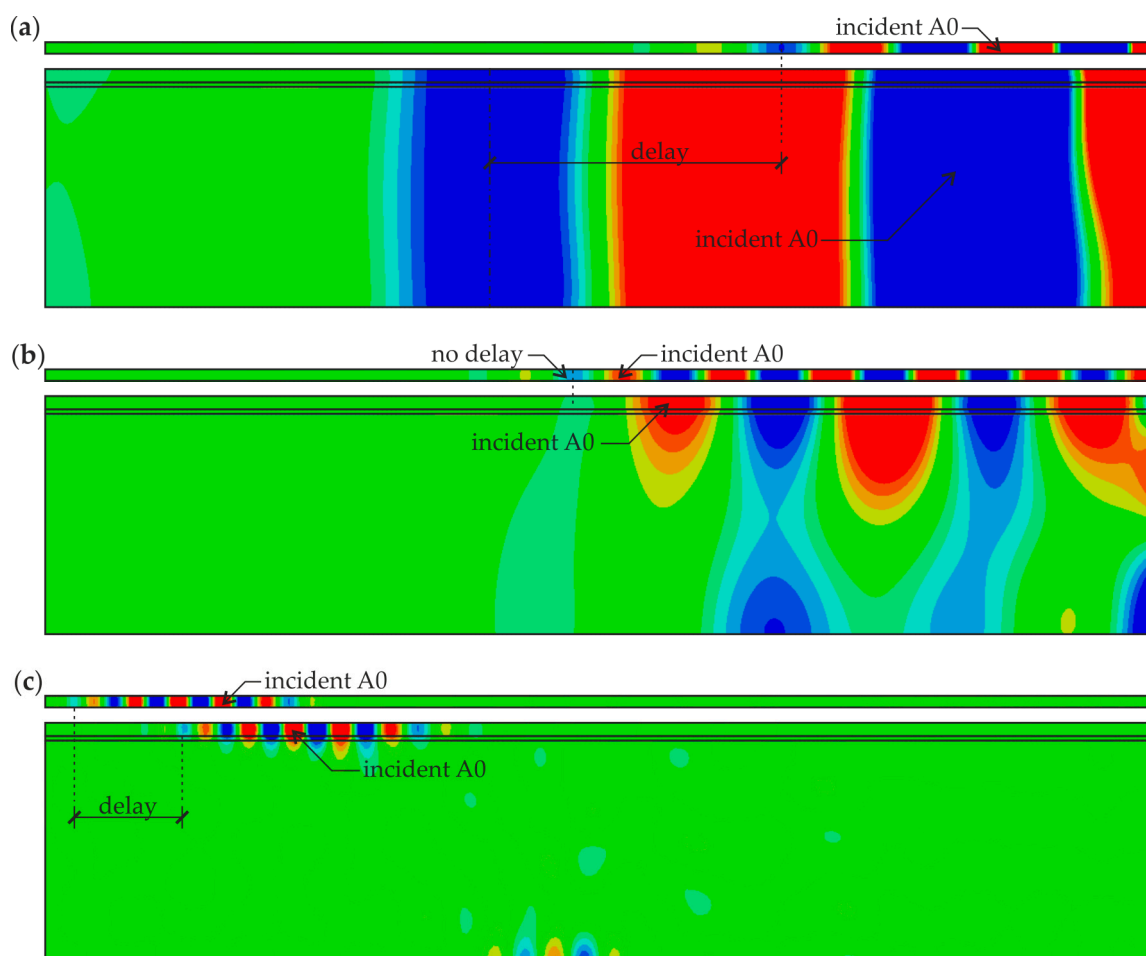 (a)
incident A0
delay
incident A0
(b)
no delay
incident A0
incident A0
(c)
incident A0
incident A0
delay